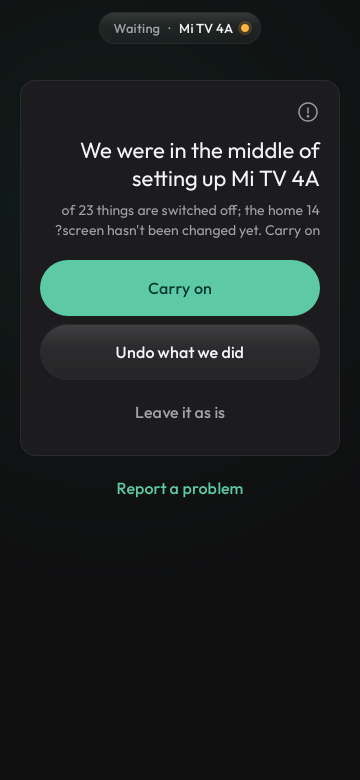 Waiting · Mi TV 4A
We were in the middle of
setting up Mi TV 4A
of 23 things are switched off; the home 14
?screen hasn't been changed yet. Carry on
Carry on
Undo what we did
Leave it as is
Report a problem